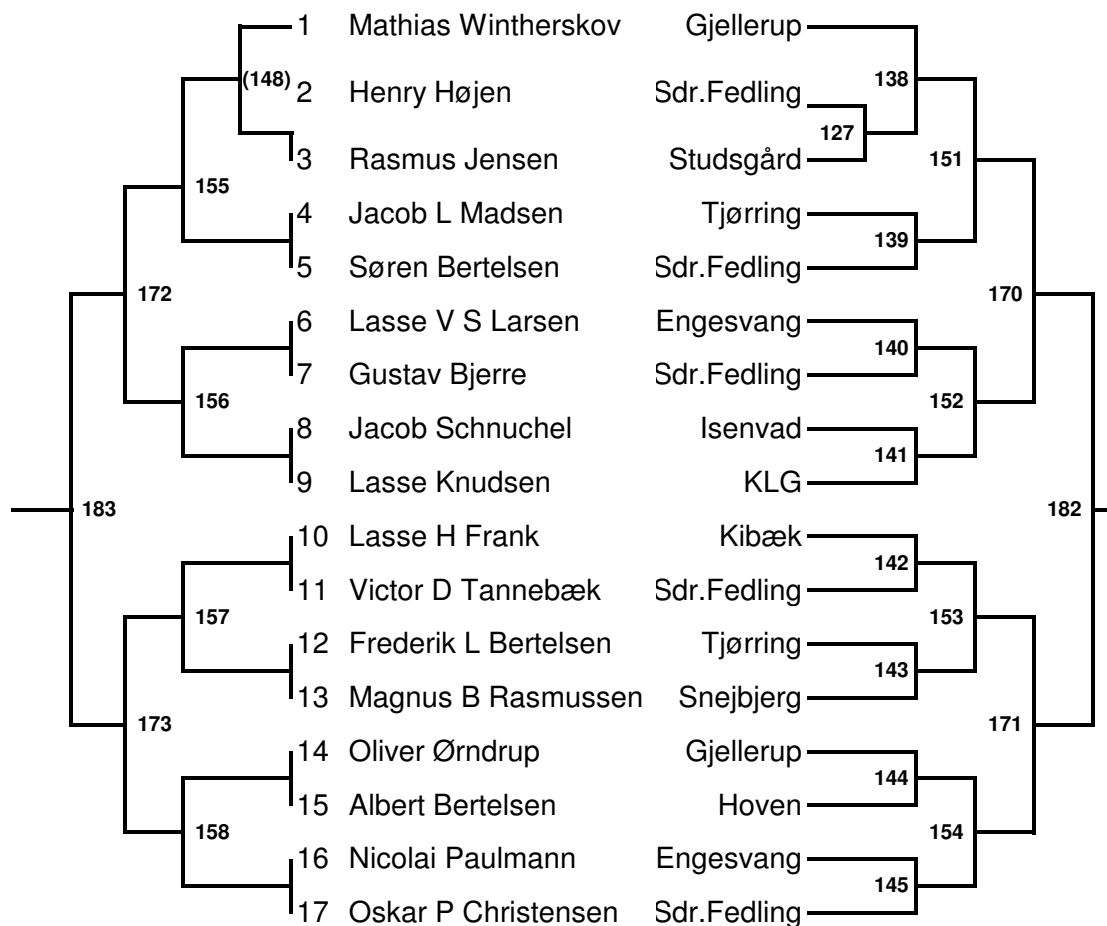 1 Mathias Wintherskov Gjellerup
(148) 138
2 Henry Højen Sdr.Fedling
127
3 Rasmus Jensen Studsgård 151
155
4 Jacob L Madsen Tjørring
139
5 Søren Bertelsen Sdr.Fedling
172 170
6 Lasse V S Larsen Engesvang
140
7 Gustav Bjerre Sdr.Fedling
156 152
8 Jacob Schnuchel Isenvad
141
9 Lasse Knudsen KLG
183 182
10 Lasse H Frank Kibæk
142
11 Victor D Tannebæk Sdr.Fedling
157 153
12 Frederik L Bertelsen Tjørring
143
13 Magnus B Rasmussen Snejbjerg
173 171
14 Oliver Ørndrup Gjellerup
144
15 Albert Bertelsen Hoven
158 154
16 Nicolai Paulmann Engesvang
145
17 Oskar P Christensen Sdr.Fedling